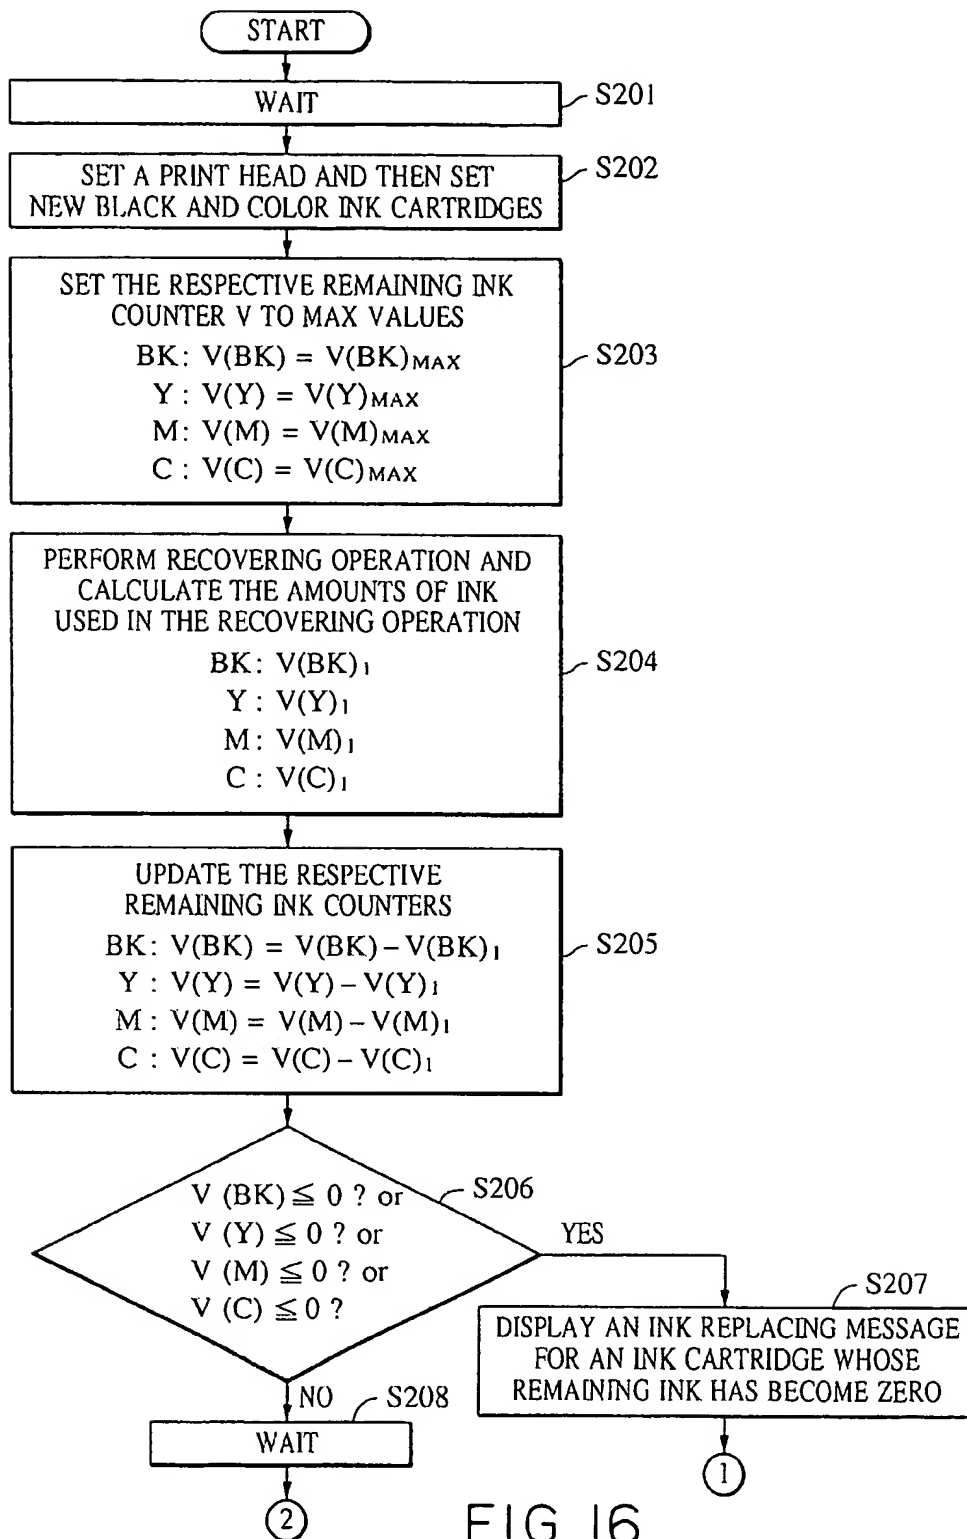 START
WAIT
S201
SET A PRINT HEAD AND THEN SET
NEW BLACK AND COLOR INK CARTRIDGES
S202
SET THE RESPECTIVE REMAINING INK
COUNTER V TO MAX VALUES
BK: V(BK) = V(BK)MAX
Y: V(Y) = V(Y)MAX
M: V(M) = V(M)MAX
C : V(C) = V(C)MAX
S203
PERFORM RECOVERING OPERATION AND
CALCULATE THE AMOUNTS OF INK
USED IN THE RECOVERING OPERATION
BK: V(BK)1
Y : V(Y)1
M: V(M)1
C : V(C)1
S204
UPDATE THE RESPECTIVE
REMAINING INK COUNTERS
BK: V(BK) = V(BK) – V(BK)1
Y : V(Y) = V(Y) – V(Y)1
M : V(M) = V(M) – V(M)1
C : V(C) = V(C) – V(C)1
S205
V (BK) ≦ 0 ? or
V (Y) ≦ 0 ? or
V (M) ≦ 0 ? or
V (C) ≦ 0 ?
S206
YES
S207
DISPLAY AN INK REPLACING MESSAGE
FOR AN INK CARTRIDGE WHOSE
REMAINING INK HAS BECOME ZERO
1
NO
S208
WAIT
2
FIG 16